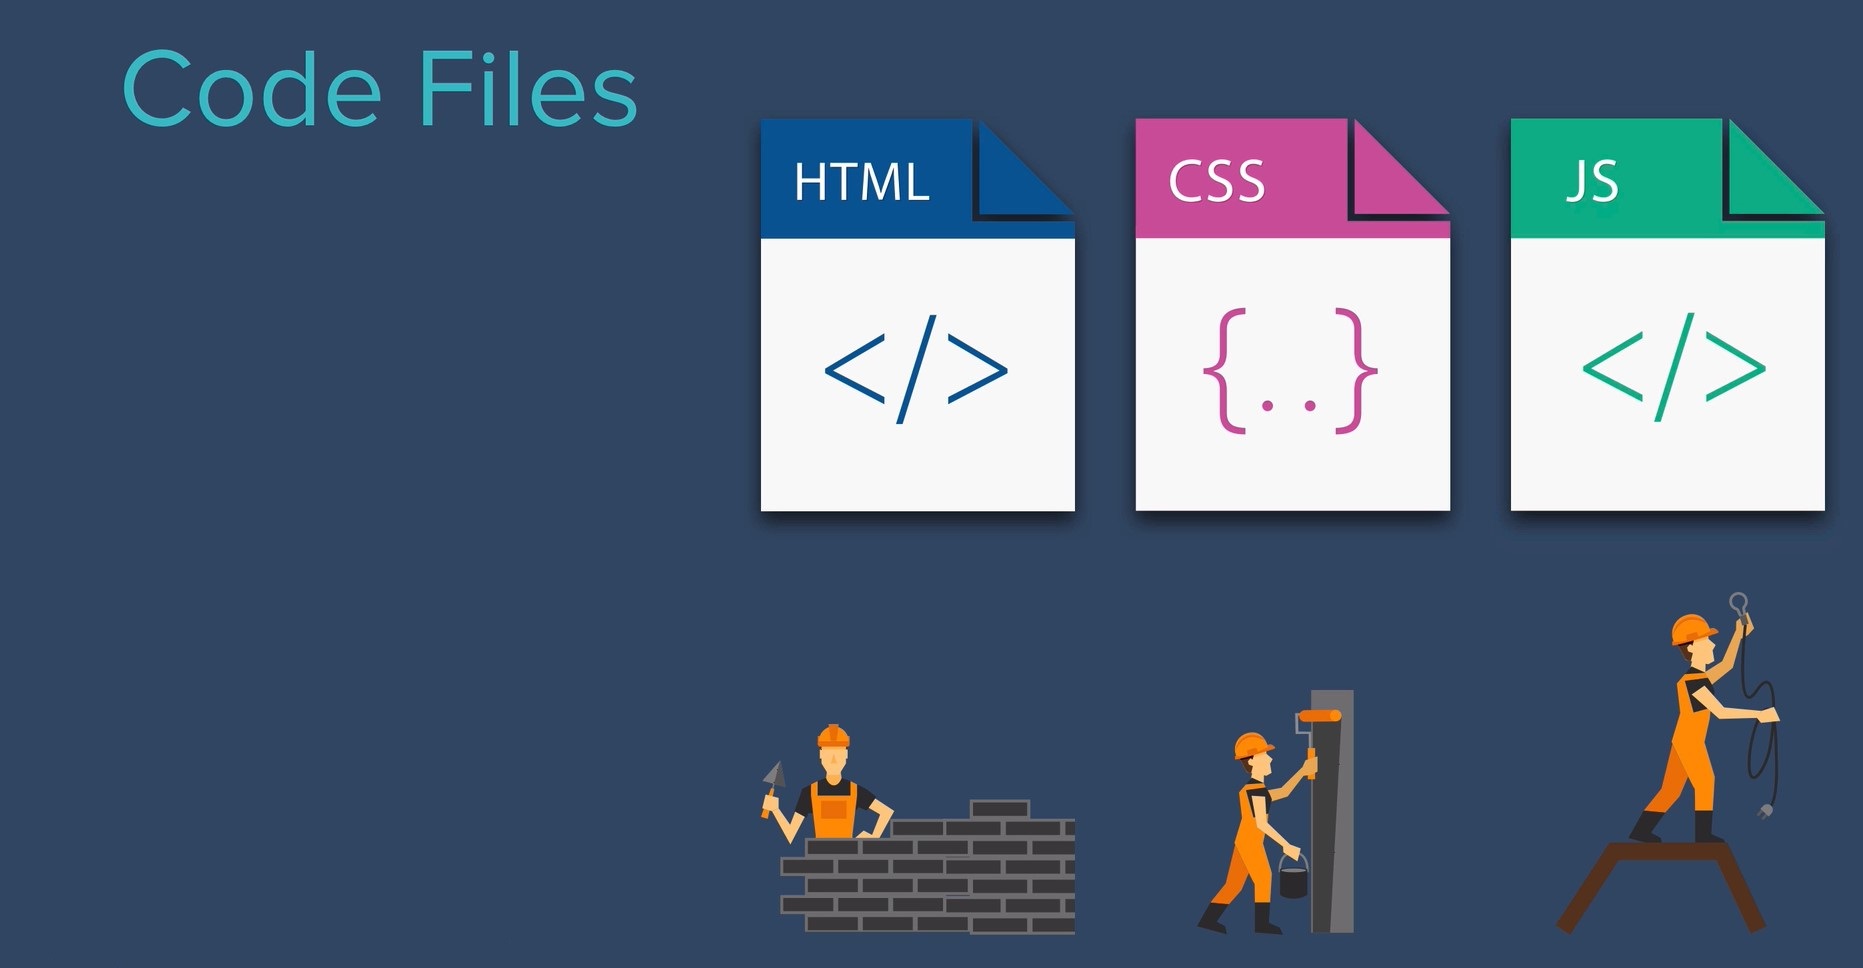 Code Files
HTML
CSS
JS
</>
{..}
</>